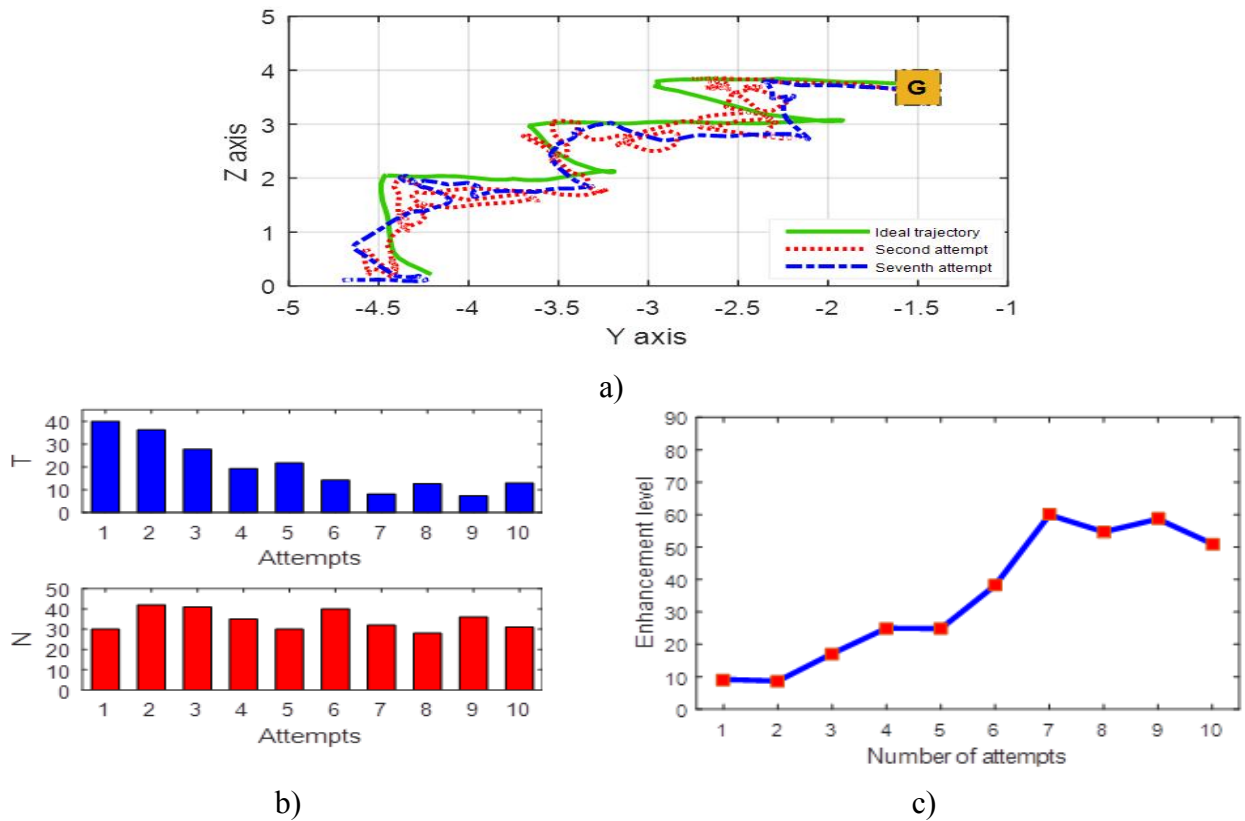 5
4
3
2
1
0
Z axis
G
Ideal trajectory
Second attempt
Seventh attempt
-5 -4.5 -4 -3.5 -3 -2.5 -2 -1.5 -1
Y axis
a)
40
30
20
10
0
T
1 2 3 4 5 6 7 8 9 10
Attempts
50
40
30
20
10
0
N
1 2 3 4 5 6 7 8 9 10
Attempts
b)
90
80
70
60
50
40
30
20
10
0
Enhancement level
1 2 3 4 5 6 7 8 9 10
Number of attempts
c)